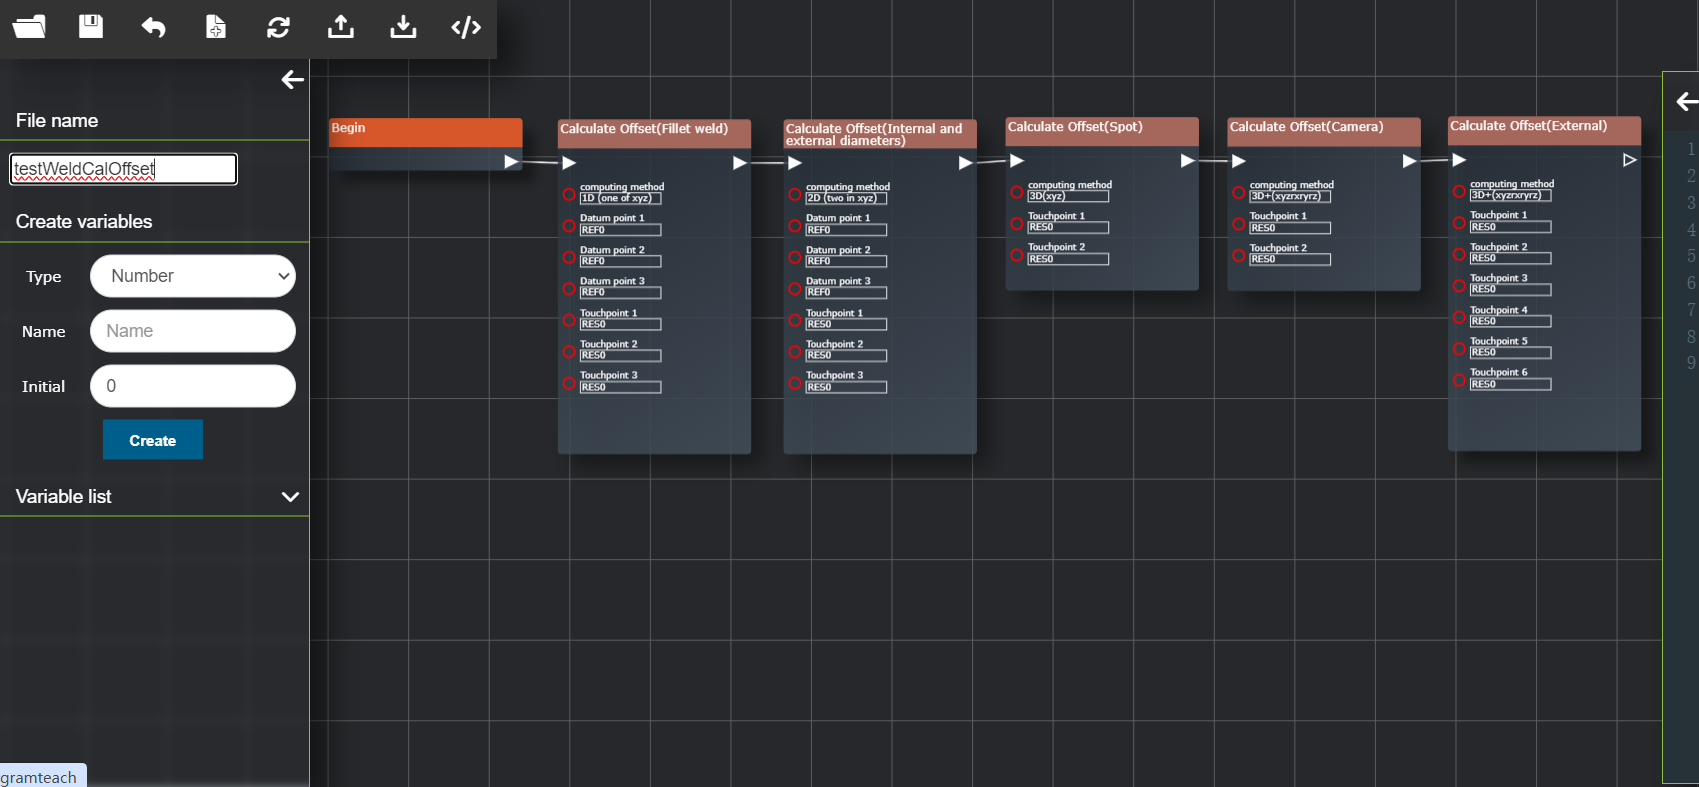 File name
testWeldCalOffset
Create variables
Type
Number
Name
Name
Initial
0
Create
Variable list
gramteach
Begin
Calculate Offset(Fillet weld)
computing method
1D (one of xyz)
Datum point 1
REF0
Datum point 2
REF0
Datum point 3
REF0
Touchpoint 1
RES0
Touchpoint 2
RES0
Touchpoint 3
RES0
Calculate Offset(Internal and
external diameters)
computing method
2D (two in xyz)
Datum point 1
REF0
Datum point 2
REF0
Datum point 3
REF0
Touchpoint 1
RES0
Touchpoint 2
RES0
Touchpoint 3
RES0
Calculate Offset(Spot)
computing method
3D(xyz)
Touchpoint 1
RES0
Touchpoint 2
RES0
Calculate Offset(Camera)
computing method
3D+(xyzrxryrz)
Touchpoint 1
RES0
Touchpoint 2
RES0
Calculate Offset(External)
computing method
3D+(xyzrxryrz)
Touchpoint 1
RES0
Touchpoint 2
RES0
Touchpoint 3
RES0
Touchpoint 4
RES0
Touchpoint 5
RES0
Touchpoint 6
RES0
1
2
3
4
5
6
7
8
9